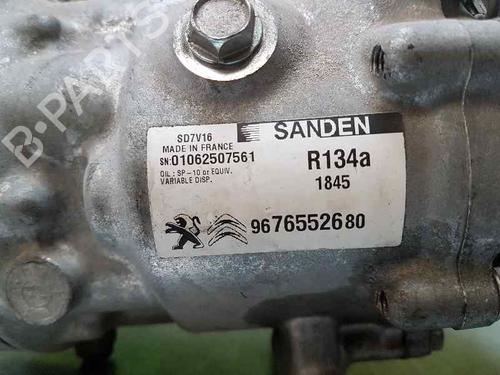 SD7V16
MADE IN FRANCE
SN:01062507561
OIL : SP-10 or EQUIV.
VARIABLE DISP.
SANDEN
R134a
1845
9676552680
B-PARTS